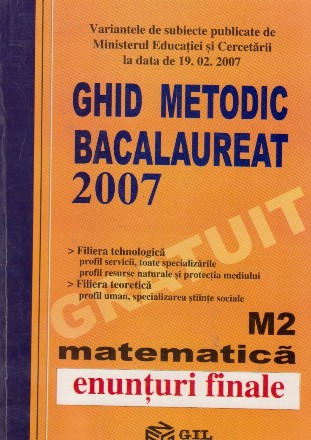 Variantele de subiecte publicate de
Ministerul Educației și Cercetării
la data de 19. 02. 2007
GHID METODIC
BACALAUREAT
2007
GRATUIT
> Filiera tehnologică
profil servicii, toate specializările
profil resurse naturale și protecția mediului
> Filiera teoretică
profil uman, specializarea științe sociale
M2
matematică
enunțuri finale
GIL